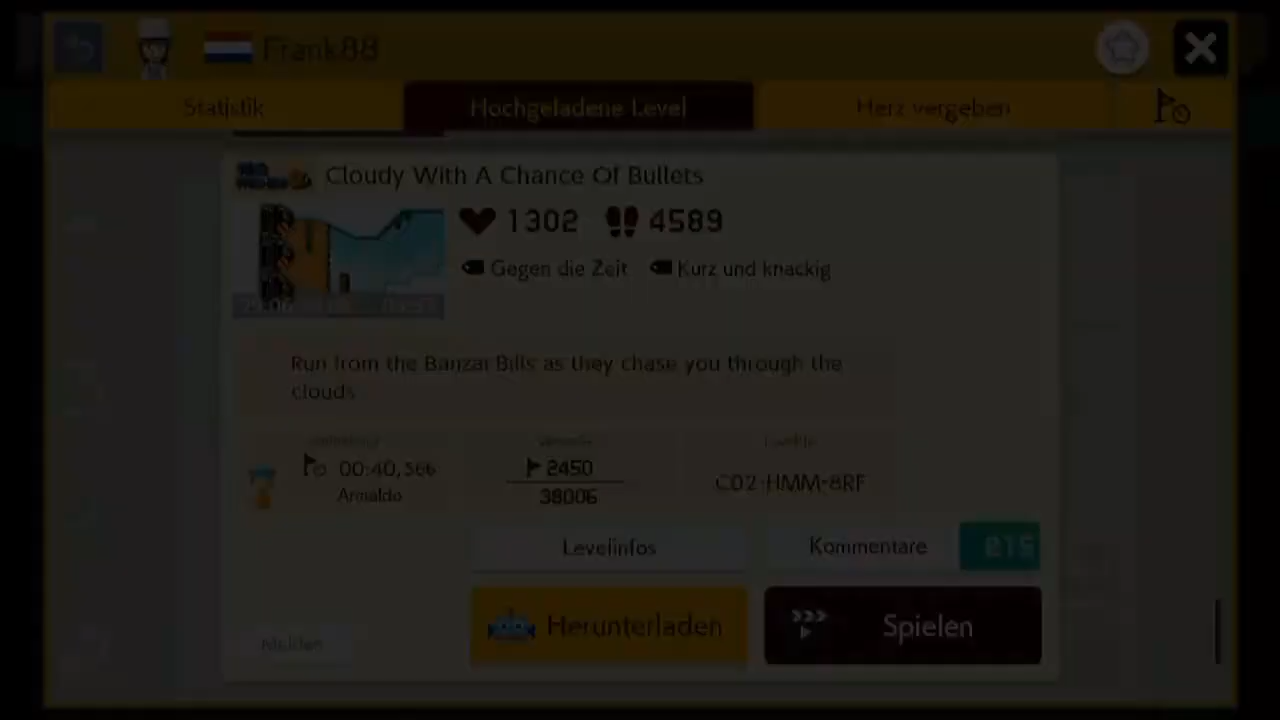 Frank88
Statistik
Hochgeladene Level
Herz vergeben
Cloudy With A Chance Of Bullets
1302
4589
Gegen die Zeit
Kurz und knackig
Run from the Banzai Bills as they chase you through the
clouds.
00:40,566
Arnaldo
2450
38006
C02-HMM-8RF
Levelinfos
Kommentare
815
Herunterladen
Spielen
Melden